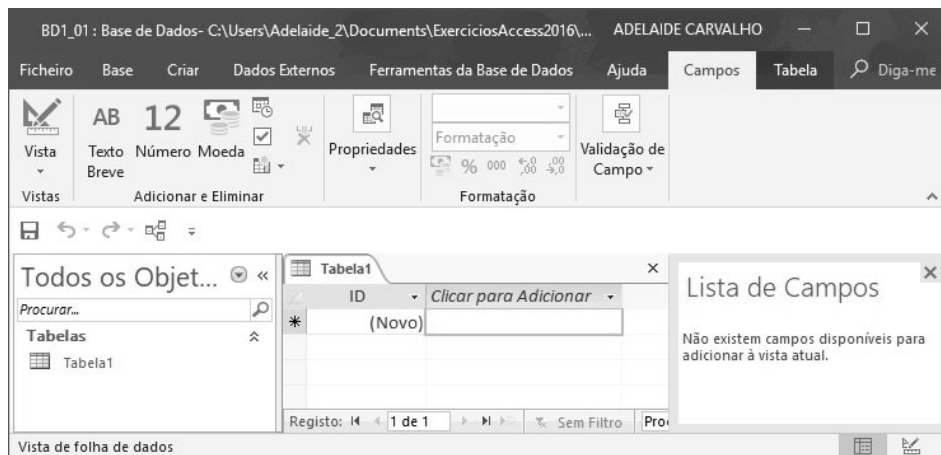 BD1_01 : Base de Dados- C:\Users\Adelaide_2\Documents\ExerciciosAccess2016\... ADELAIDE CARVALHO
Ficheiro Base Criar Dados Externos Ferramentas da Base de Dados Ajuda Campos Tabela Diga-me
Vista
AB
Texto Breve
12
Número
Moeda
Propriedades
Formatação
% 000 ,00 ,00 ,0
Validação de Campo
Vistas Adicionar e Eliminar Formatação
Todos os Objet... «
Procurar...
Tabelas
Tabela1
Tabela1
ID Clicar para Adicionar
(Novo)
Registo: 1 de 1 Sem Filtro Pro
Lista de Campos
Não existem campos disponíveis para
adicionar à vista atual.
Vista de folha de dados